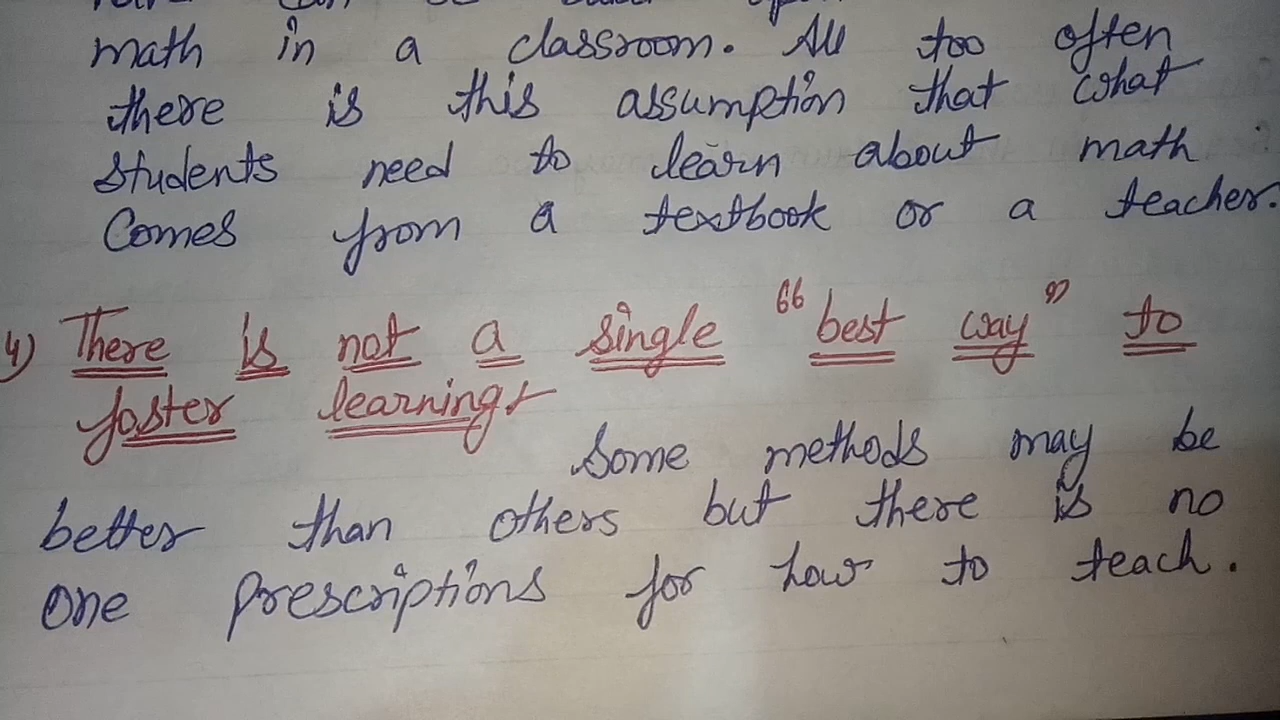 math in a classroom. All too often
there is this assumption that what
students need to learn about math
Comes from a textbook or a teacher.
4) There is not a single "best way" to
foster learning:-
Some methods may be
better than others but there is no
one prescriptions for how to teach.